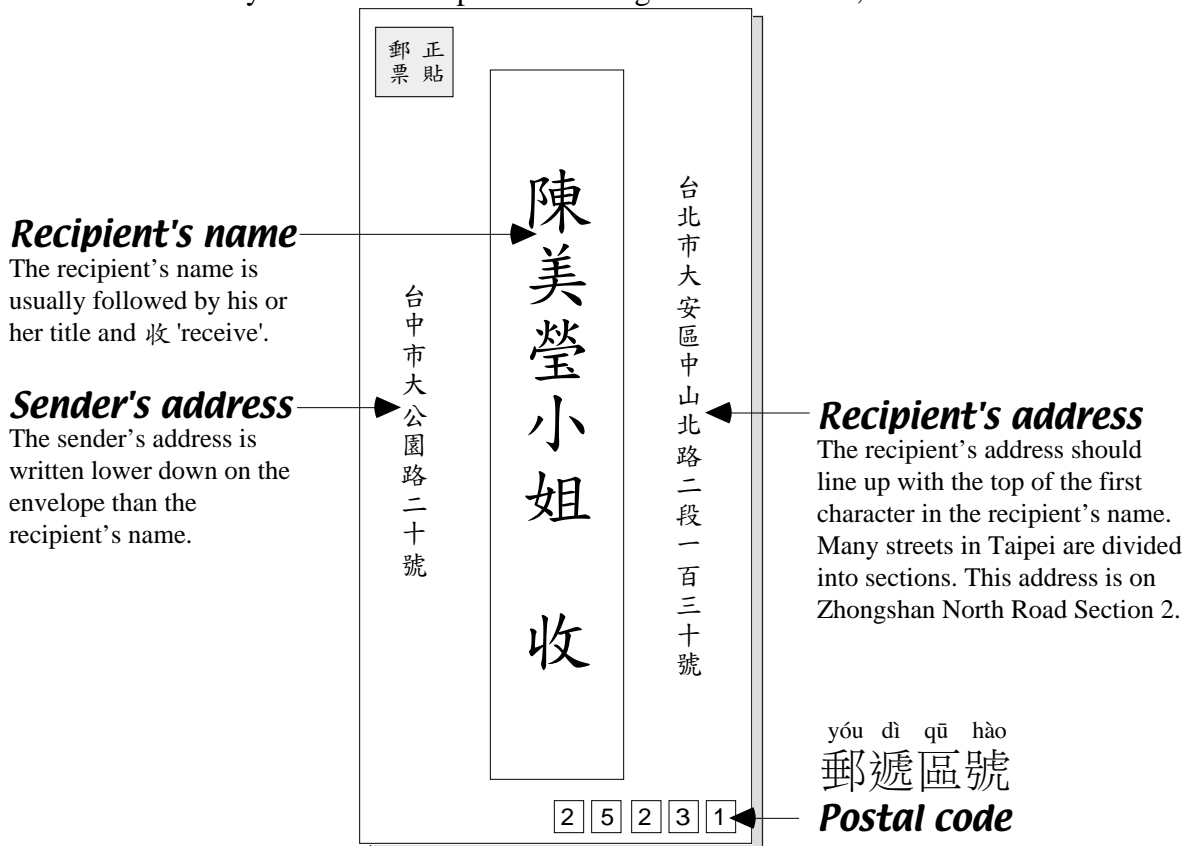 正貼
郵票
陳美瑩小姐 收
台北市大安區中山北路二段一百三十號
台中市大公園路二十號
2 5 2 3 1
Recipient's name
The recipient's name is
usually followed by his or
her title and 收 'receive'.
Sender's address
The sender's address is
written lower down on the
envelope than the
recipient's name.
Recipient's address
The recipient's address should
line up with the top of the first
character in the recipient's name.
Many streets in Taipei are divided
into sections. This address is on
Zhongshan North Road Section 2.
yóu dì qū hào
郵遞區號
Postal code